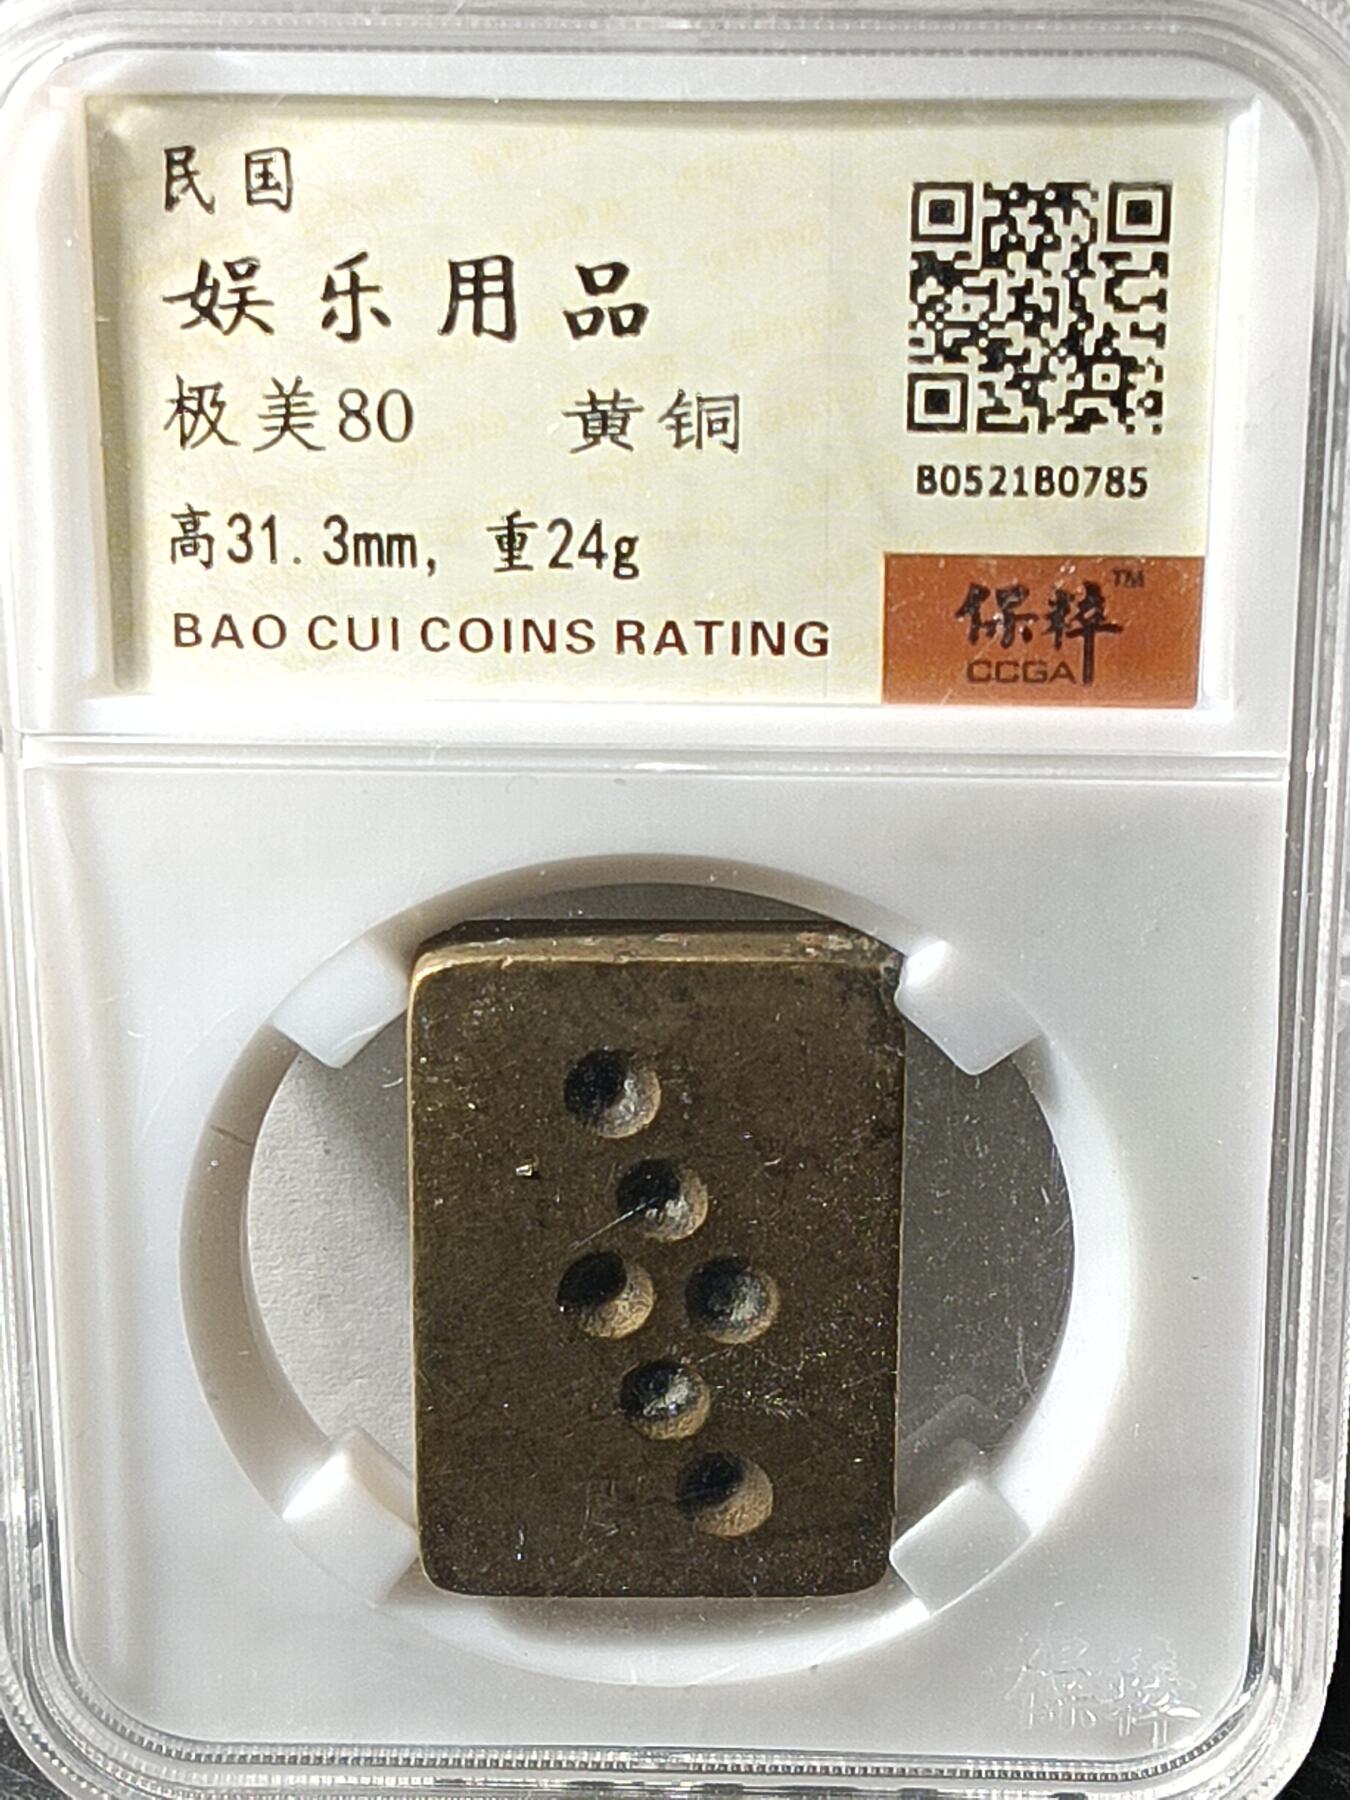 民国
娱乐用品
极美80 黄铜
高31.3mm，重24g
BAO CUI COINS RATING
B0521B0785
保粹™
CCGA
保粹